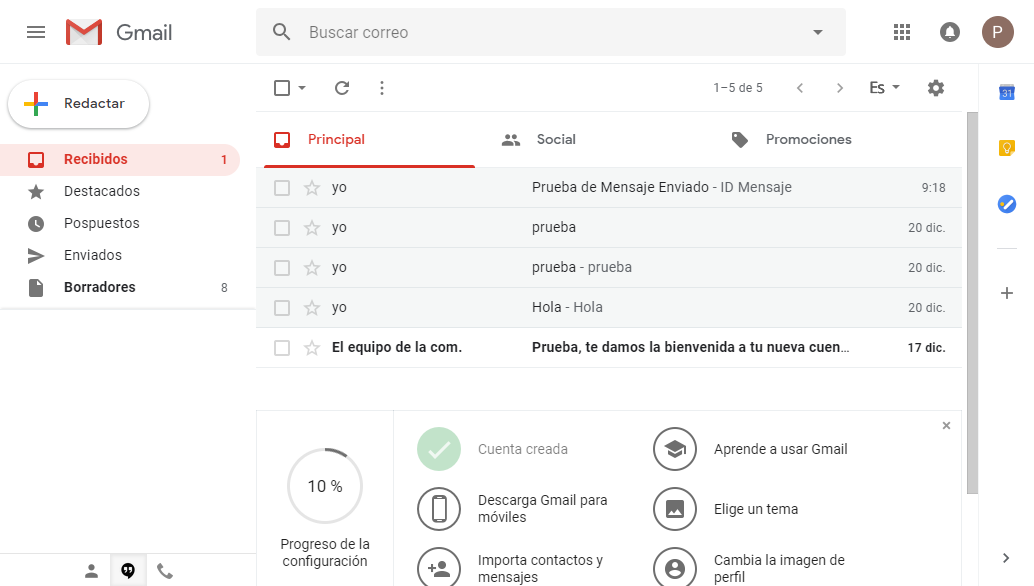 Gmail
Buscar correo
P
Redactar
1–5 de 5
Es
31
Principal
Social
Promociones
Recibidos 1
Destacados
Pospuestos
Enviados
Borradores 8
yo Prueba de Mensaje Enviado - ID Mensaje 9:18
yo prueba 20 dic.
yo prueba - prueba 20 dic.
yo Hola - Hola 20 dic.
El equipo de la com. Prueba, te damos la bienvenida a tu nueva cuen… 17 dic.
10 %
Progreso de la
configuración
Cuenta creada
Aprende a usar Gmail
Descarga Gmail para
móviles
Elige un tema
Importa contactos y
mensajes
Cambia la imagen de
perfil